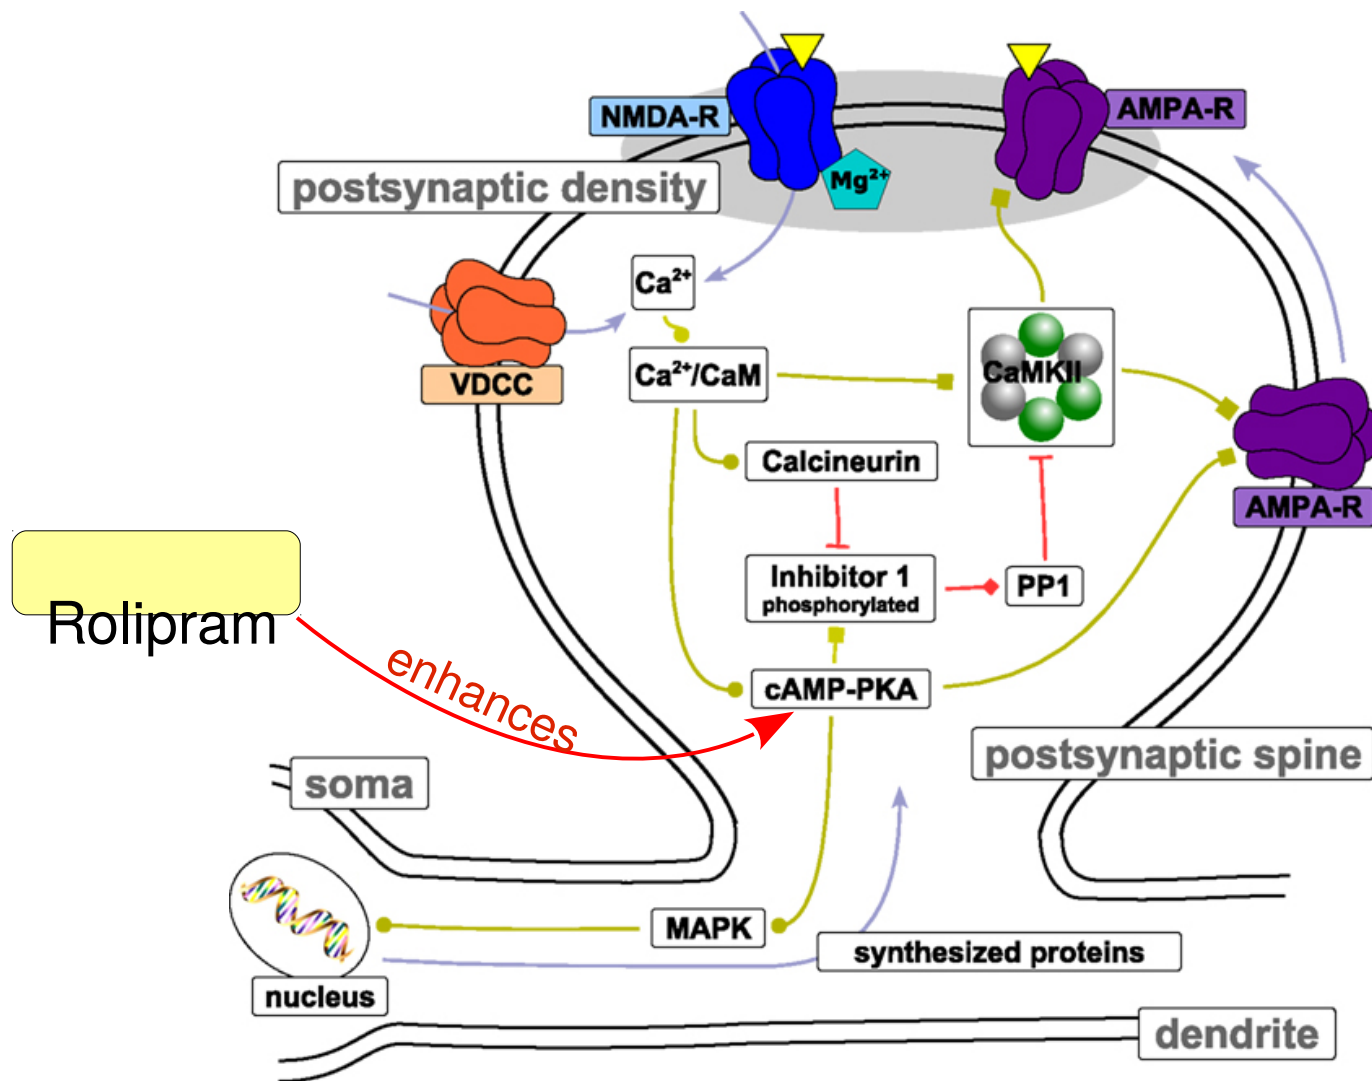 NMDA-R
AMPA-R
Mg²⁺
postsynaptic density
Ca²⁺
VDCC
Ca²⁺/CaM
CaMKII
Calcineurin
AMPA-R
Inhibitor 1
phosphorylated
PP1
Rolipram
enhances
cAMP-PKA
postsynaptic spine
soma
MAPK
synthesized proteins
nucleus
dendrite